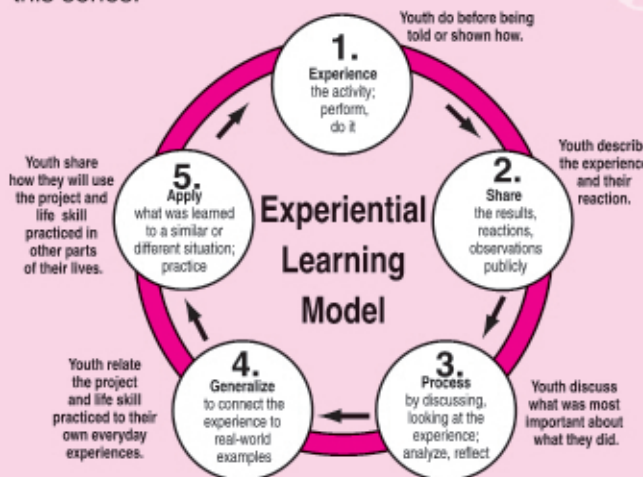 this series.
Youth do before being
told or shown how.
1.
Experience
the activity;
perform,
do it
Youth describe
the experience
and their
reaction.
2.
Share
the results,
reactions,
observations
publicly
Youth discuss
what was most
important about
what they did.
3.
Process
by discussing,
looking at the
experience;
analyze, reflect
Youth relate
the project
and life skill
practiced to their
own everyday
experiences.
4.
Generalize
to connect the
experience to
real-world
examples
Youth share
how they will use
the project and
life skill
practiced in
other parts
of their lives.
5.
Apply
what was learned
to a similar or
different situation;
practice
Experiential
Learning
Model